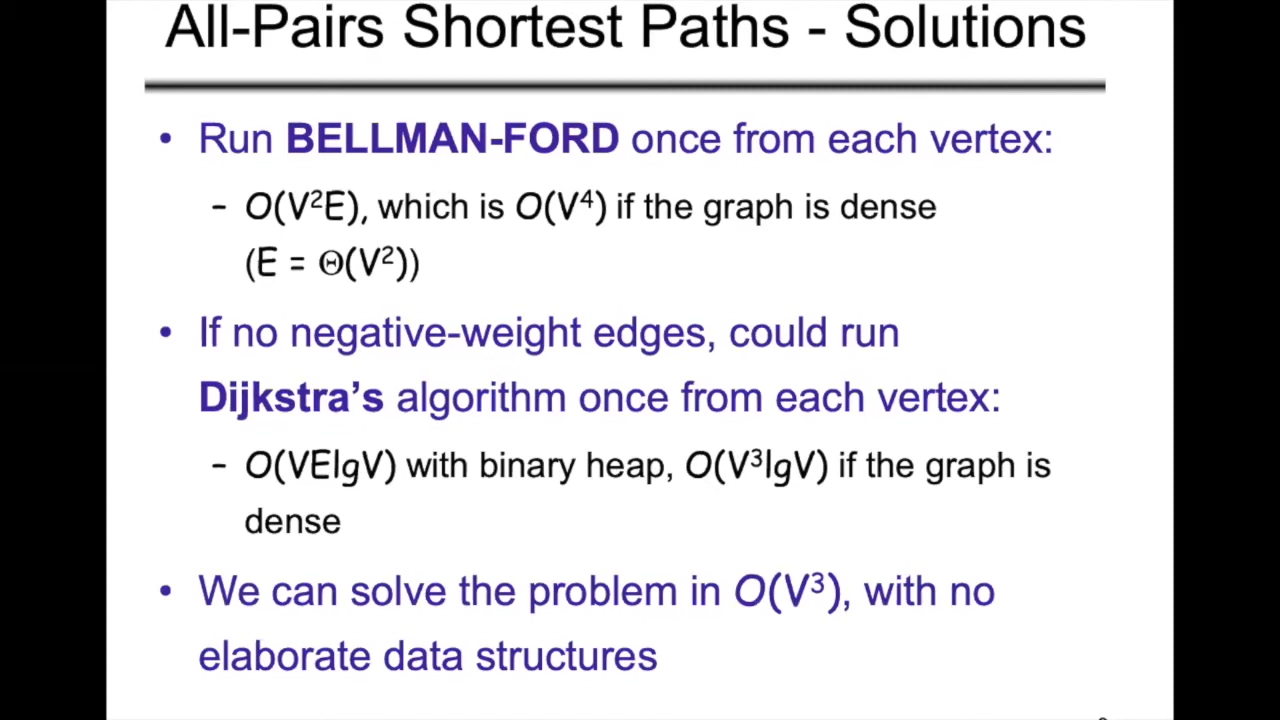 All-Pairs Shortest Paths - Solutions
• Run BELLMAN-FORD once from each vertex:
– O(V²E), which is O(V⁴) if the graph is dense
(E = Θ(V²))
• If no negative-weight edges, could run
Dijkstra’s algorithm once from each vertex:
– O(VElgV) with binary heap, O(V³lgV) if the graph is
dense
• We can solve the problem in O(V³), with no
elaborate data structures